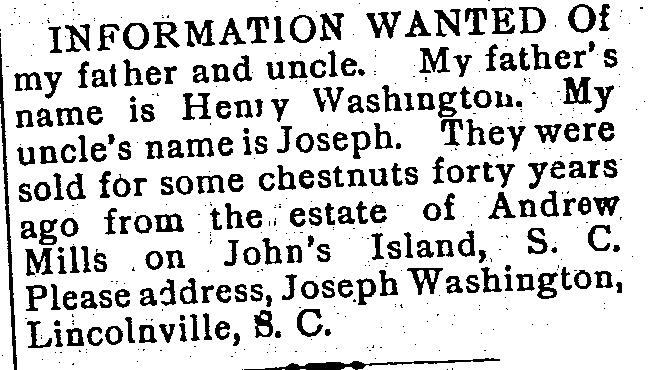 INFORMATION WANTED Of
my father and uncle. My father's
name is Henry Washington. My
uncle's name is Joseph. They were
sold for some chestnuts forty years
ago from the estate of Andrew
Mills on John's Island, S. C.
Please address, Joseph Washington,
Lincolnville, S. C.